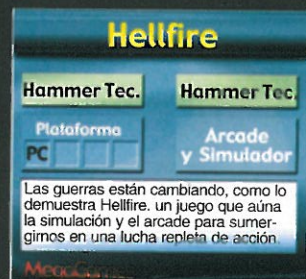 Hellfire
Hammer Tec. Hammer Tec.
Plataforma
PC
Arcade
y Simulador
Las guerras están cambiando, como lo
demuestra Hellfire. un juego que aúna
la simulación y el arcade para sumer-
girnos en una lucha repleta de acción.